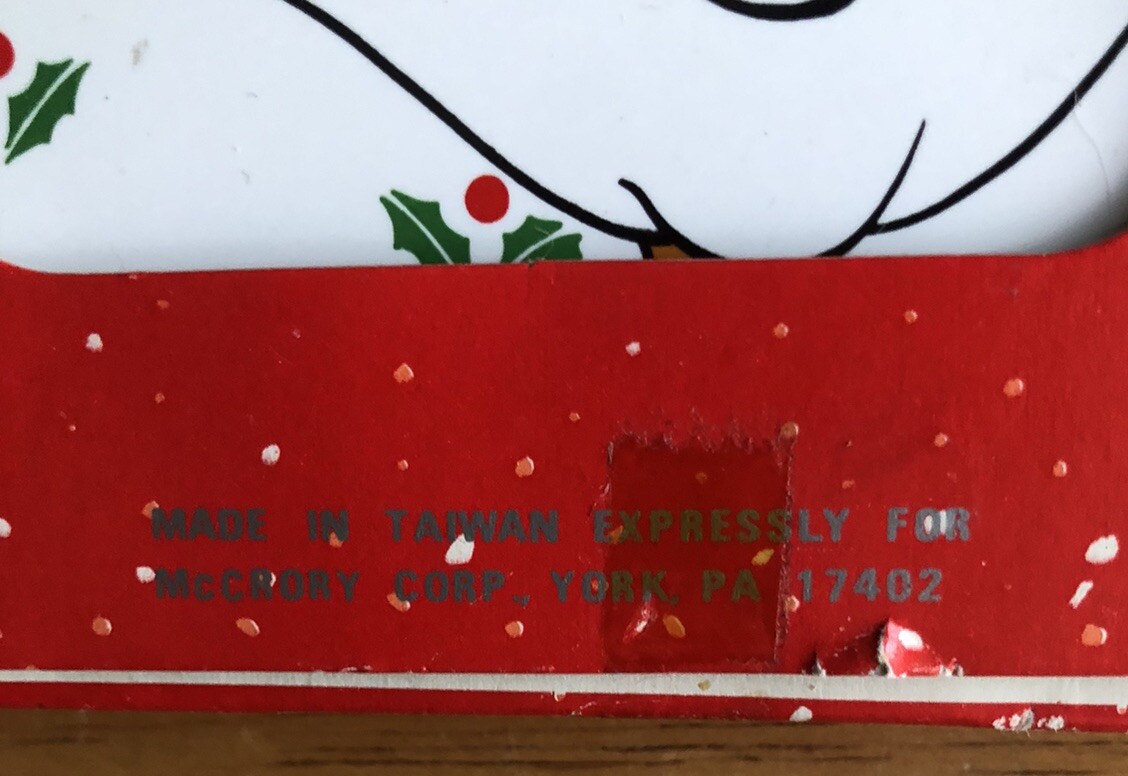 MADE IN TAIWAN EXPRESSLY FOR
McCRORY CORP., YORK, PA 17402